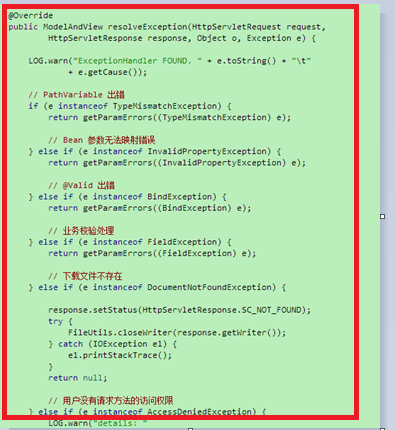 @Override
public ModelAndView resolveException(HttpServletRequest request,
HttpServletResponse response, Object o, Exception e) {
LOG.warn("ExceptionHandler FOUND. " + e.toString() + "\t"
+ e.getCause());
// PathVariable 出错
if (e instanceof TypeMismatchException) {
return getParamErrors((TypeMismatchException) e);
// Bean 参数无法映射错误
} else if (e instanceof InvalidPropertyException) {
return getParamErrors((InvalidPropertyException) e);
// @Valid 出错
} else if (e instanceof BindException) {
return getParamErrors((BindException) e);
// 业务校验处理
} else if (e instanceof FieldException) {
return getParamErrors((FieldException) e);
// 下载文件不存在
} else if (e instanceof DocumentNotFoundException) {
response.setStatus(HttpServletResponse.SC_NOT_FOUND);
try {
FileUtils.closeWriter(response.getWriter());
} catch (IOException e1) {
e1.printStackTrace();
}
return null;
// 用户没有请求方法的访问权限
} else if (e instanceof AccessDeniedException) {
LOG.warn("details: "